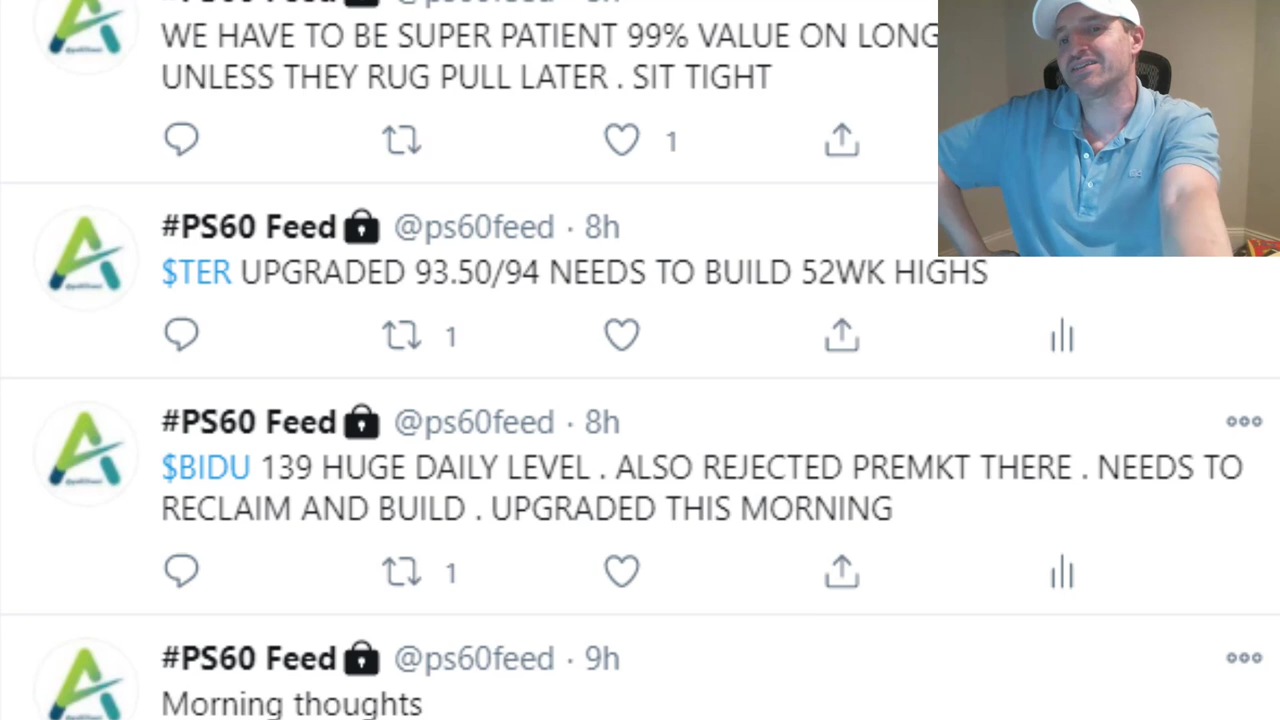 WE HAVE TO BE SUPER PATIENT 99% VALUE ON LONG
UNLESS THEY RUG PULL LATER . SIT TIGHT
1
#PS60 Feed @ps60feed · 8h
$TER UPGRADED 93.50/94 NEEDS TO BUILD 52WK HIGHS
1
#PS60 Feed @ps60feed · 8h
$BIDU 139 HUGE DAILY LEVEL . ALSO REJECTED PREMKT THERE . NEEDS TO
RECLAIM AND BUILD . UPGRADED THIS MORNING
1
#PS60 Feed @ps60feed · 9h
Morning thoughts